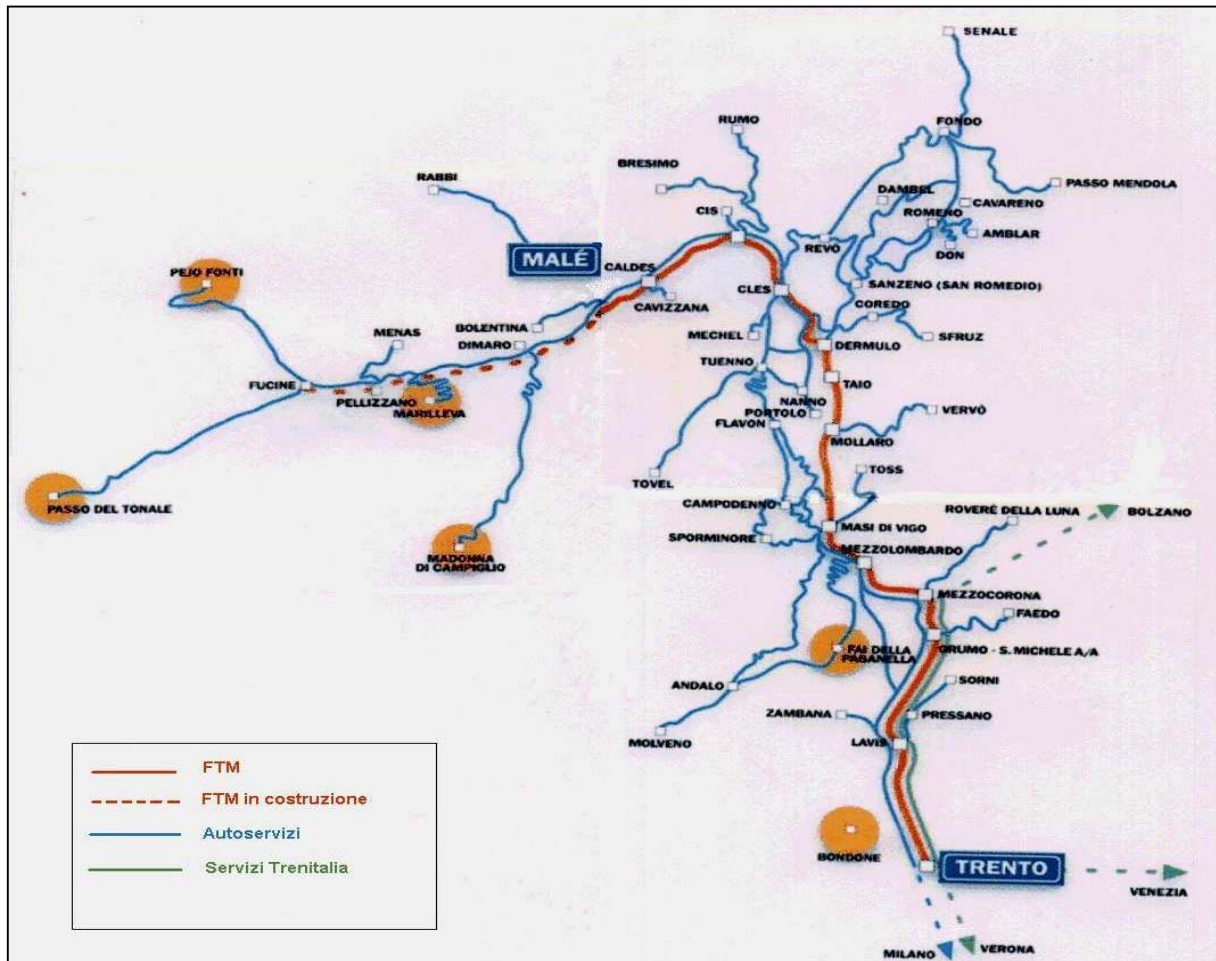 SENALE
RUMO
FONDO
BRESIMO
RABBI
DAMBEL
PASSO MENDOLA
CAVARENO
CIS
ROMENO
AMBLAR
REVÒ
DON
MALÉ
CALDES
PEJO FONTI
CLES
SANZENO (SAN ROMEDIO)
CAVIZZANA
COREDO
BOLENTINA
MENAS
MECHEL
SFRUZ
DIMARO
DERMULO
TUENNO
FUCINE
TAIO
PELLIZZANO
NANNO
MARILLEVA
PORTOLO
VERVÒ
FLAVON
MOLLARO
TOSS
TOVEL
CAMPODENNO
ROVERÉ DELLA LUNA
BOLZANO
PASSO DEL TONALE
MASI DI VIGO
SPORMINORE
MEZZOLOMBARDO
MADONNA
DI CAMPIGLIO
MEZZOCORONA
FAEDO
FAI DELLA
PAGANELLA
GRUMO - S. MICHELE A/A
ANDALO
SORNI
ZAMBANA
PRESSANO
MOLVENO
LAVIS
FTM
FTM in costruzione
Autoservizi
Servizi Trenitalia
BONDONE
TRENTO
VENEZIA
MILANO
VERONA